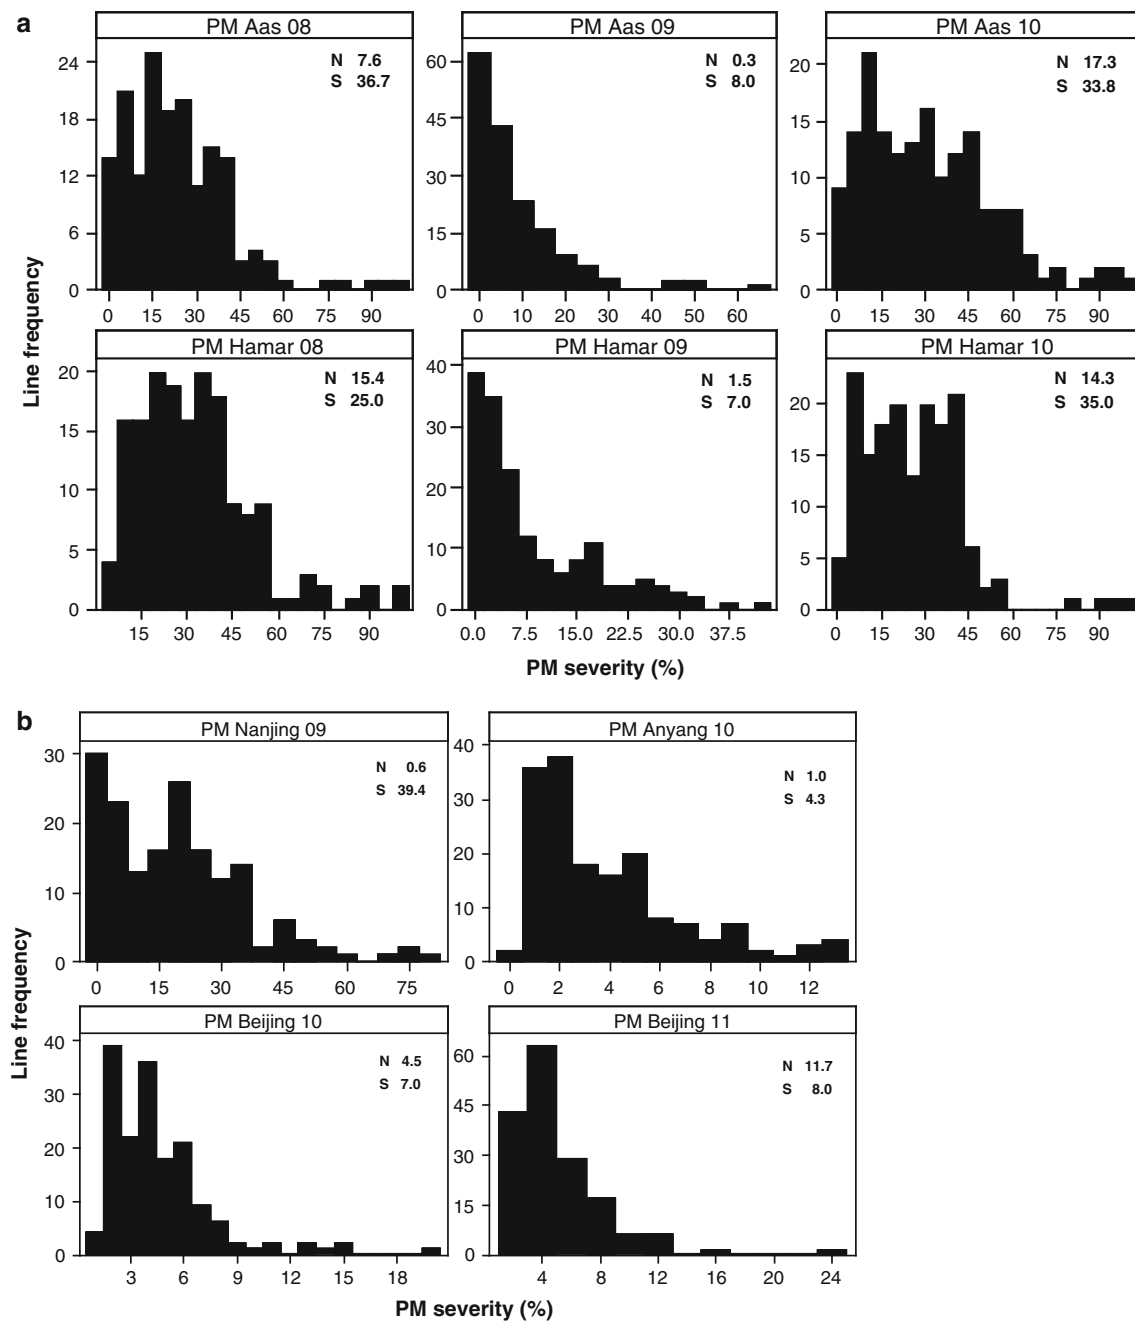 a
PM Aas 08
PM Aas 09
PM Aas 10
N 7.6
S 36.7
N 0.3
S 8.0
N 17.3
S 33.8
24
18
12
6
0
60
45
30
15
0
20
15
10
5
0
0 15 30 45 60 75 90
0 10 20 30 40 50 60
0 15 30 45 60 75 90
Line frequency
PM Hamar 08
PM Hamar 09
PM Hamar 10
N 15.4
S 25.0
N 1.5
S 7.0
N 14.3
S 35.0
20
15
10
5
0
40
30
20
10
0
20
15
10
5
0
15 30 45 60 75 90
0.0 7.5 15.0 22.5 30.0 37.5
0 15 30 45 60 75 90
PM severity (%)
b
PM Nanjing 09
PM Anyang 10
N 0.6
S 39.4
N 1.0
S 4.3
30
20
10
0
40
30
20
10
0
0 15 30 45 60 75
0 2 4 6 8 10 12
Line frequency
PM Beijing 10
PM Beijing 11
N 4.5
S 7.0
N 11.7
S 8.0
40
30
20
10
0
60
45
30
15
0
3 6 9 12 15 18
4 8 12 16 20 24
PM severity (%)